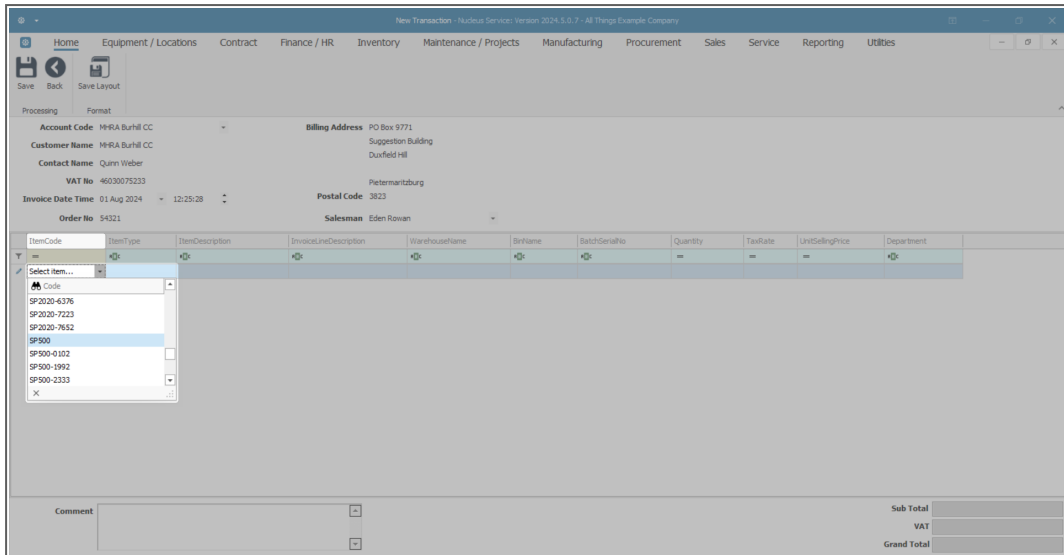 New Transaction - Nucleus Service: Version 2024.5.0.7 - All Things Example Company
Home Equipment / Locations Contract Finance / HR Inventory Maintenance / Projects Manufacturing Procurement Sales Service Reporting Utilities
Save Back Save Layout
Processing Format
Account Code MHRA Burhill CC Billing Address PO Box 9771
Suggestion Building
Customer Name MHRA Burhill CC
Duxfield Hill
Contact Name Quinn Weber
VAT No 46030075233 Pietermaritzburg
Invoice Date Time 01 Aug 2024 12:25:28 Postal Code 3823
Order No 54321 Salesman Eden Rowan
ItemCode ItemType ItemDescription InvoiceLineDescription WarehouseName BinName BatchSerialNo Quantity TaxRate UnitSellingPrice Department
Select item...
Code
SP2020-6376
SP2020-7223
SP2020-7652
SP500
SP500-0102
SP500-1992
SP500-2333
Comment Sub Total
VAT
Grand Total